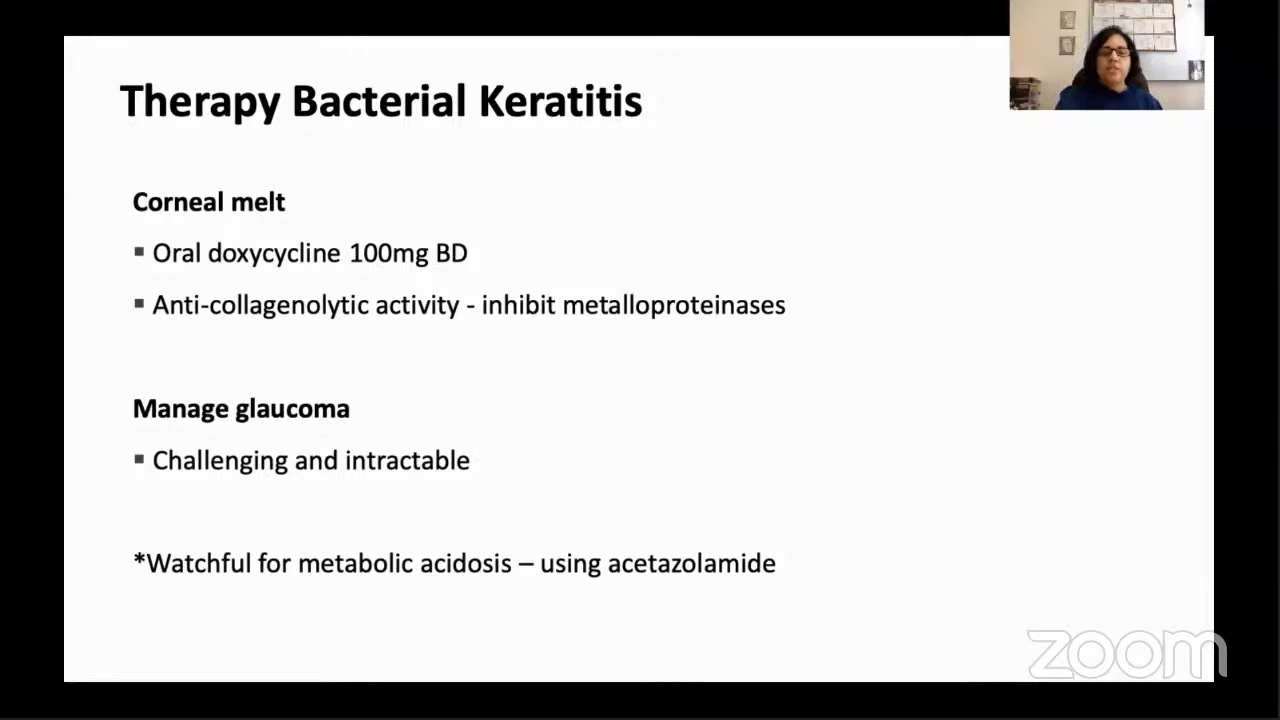 Therapy Bacterial Keratitis
Corneal melt
▪ Oral doxycycline 100mg BD
▪ Anti-collagenolytic activity - inhibit metalloproteinases
Manage glaucoma
▪ Challenging and intractable
*Watchful for metabolic acidosis – using acetazolamide
zoom